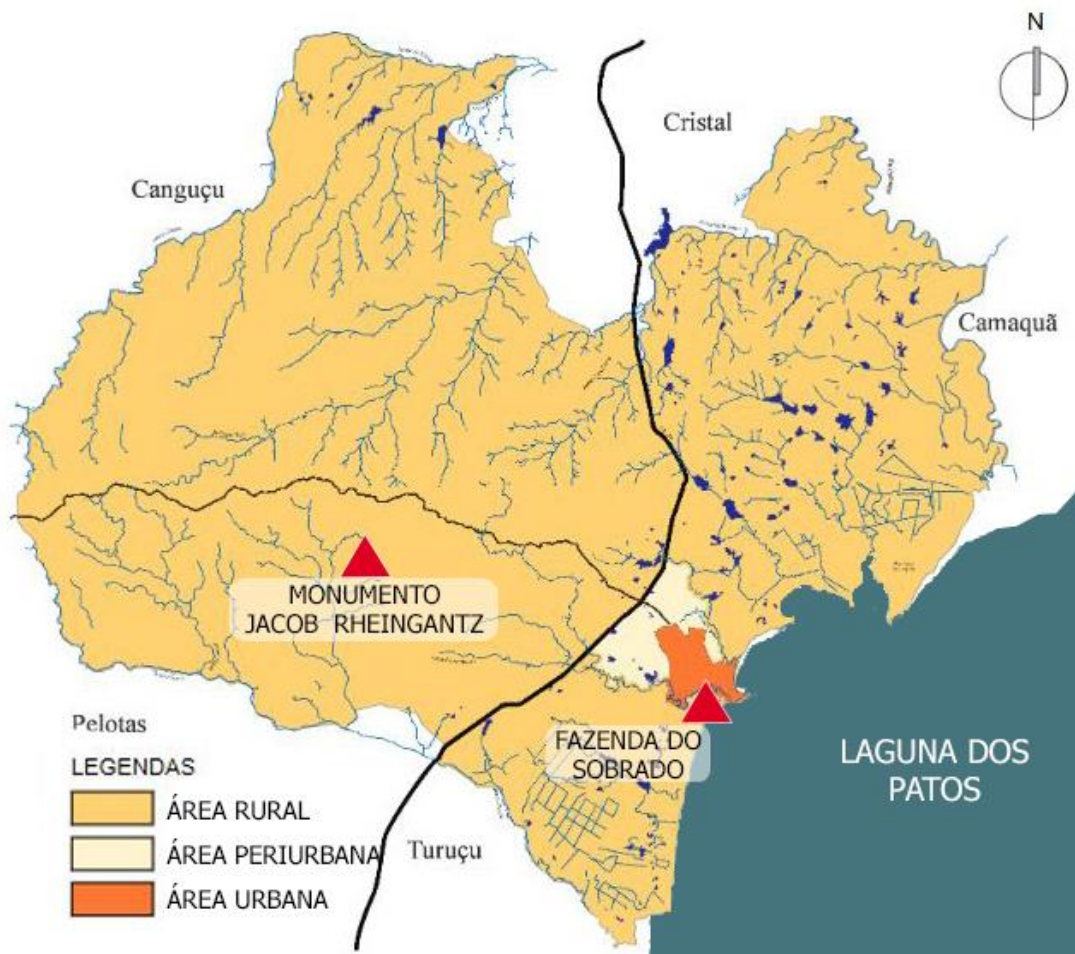 N
Cristal
Canguçu
Camaquã
MONUMENTO
JACOB RHEINGANTZ
Pelotas
FAZENDA DO
SOBRADO
LAGUNA DOS
PATOS
LEGENDAS
ÁREA RURAL
ÁREA PERIURBANA
Turuçu
ÁREA URBANA